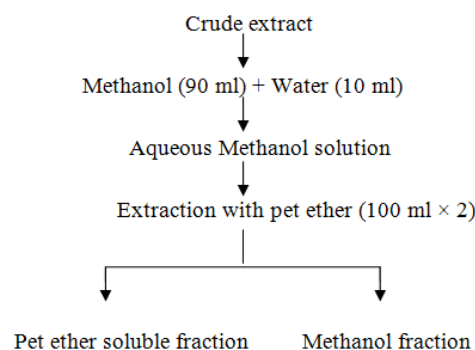 Crude extract
Methanol (90 ml) + Water (10 ml)
Aqueous Methanol solution
Extraction with pet ether (100 ml × 2)
Pet ether soluble fraction
Methanol fraction